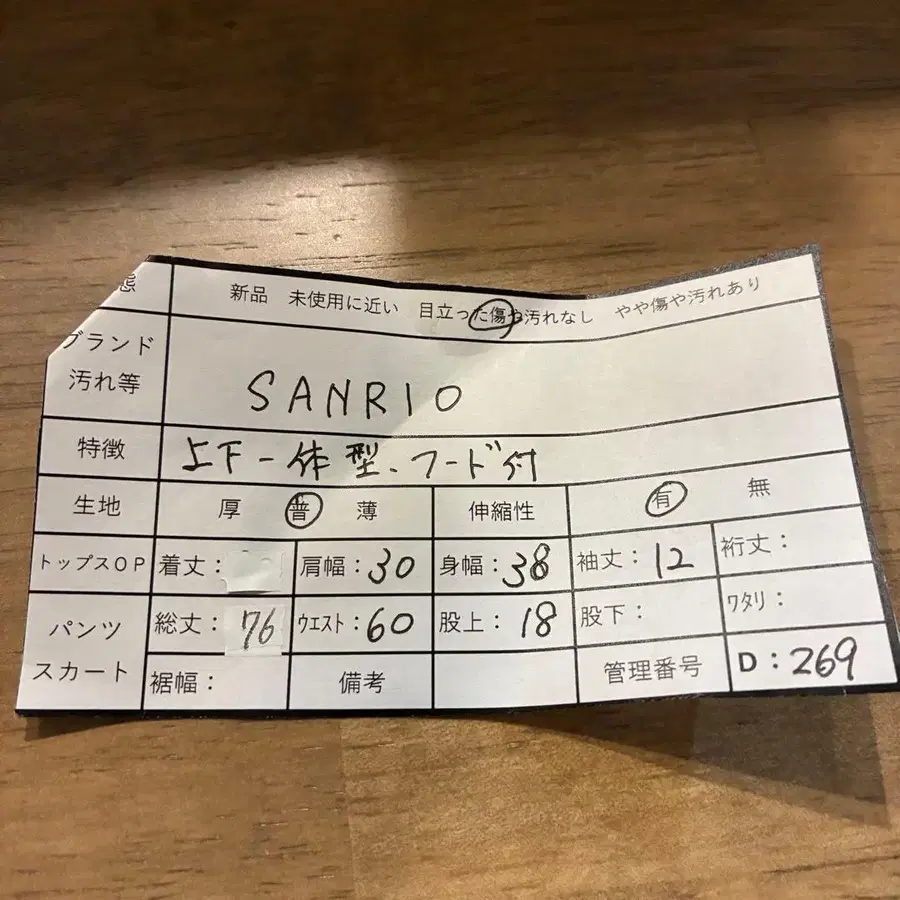 態 新品 未使用に近い 目立った傷や汚れなし やや傷や汚れあり
ブランド
汚れ等
SANRIO
特徴 上下一体型、フード付
生地 厚 普 薄 伸縮性 有 無
トップスOP 着丈: 肩幅:30 身幅:38 袖丈:12 裄丈:
パンツ
スカート
総丈:76 ウエスト:60 股上:18 股下: ワタリ:
裾幅: 備考 管理番号 D:269